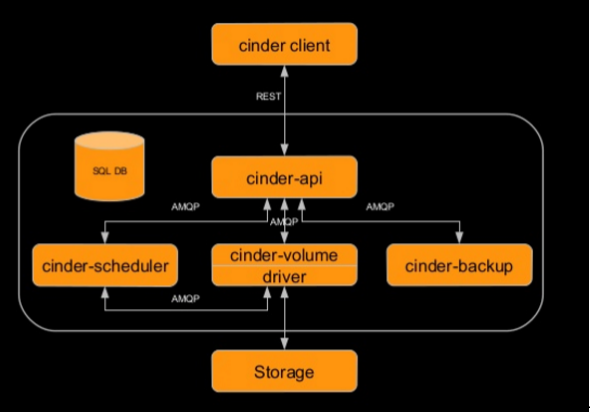 cinder client
REST
SQL DB
cinder-api
AMQP
AMQP
AMQP
cinder-scheduler
cinder-volume
driver
cinder-backup
AMQP
Storage